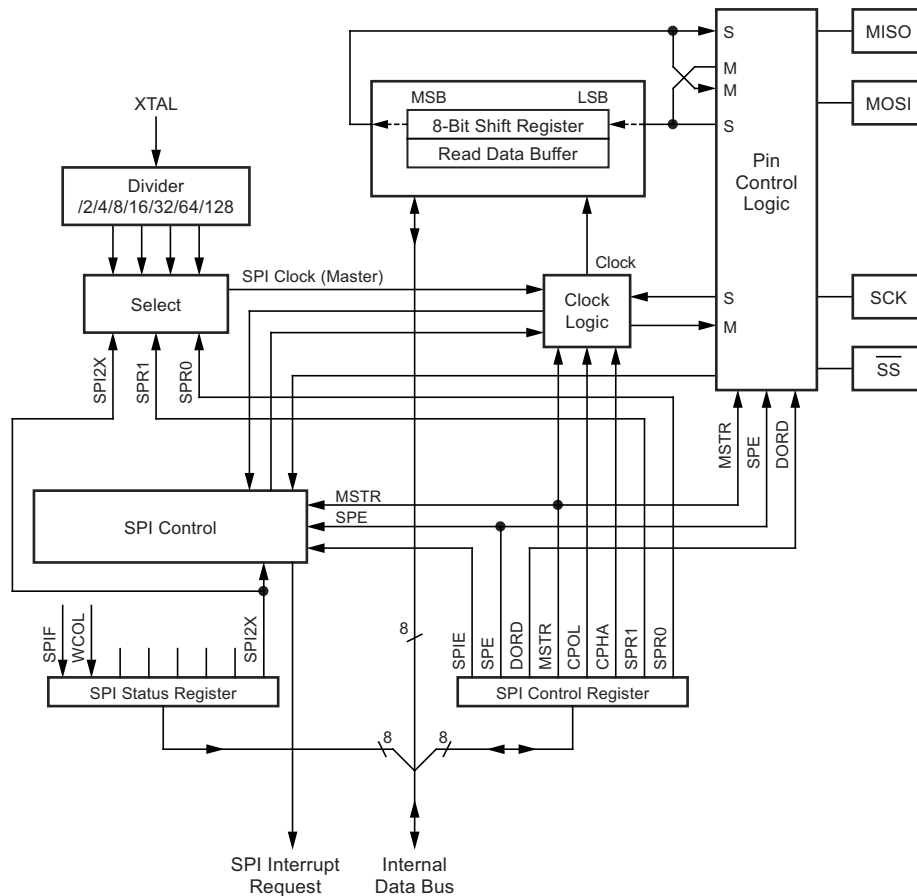 MISO
MOSI
SCK
SS
S
M
M
S
S
M
Pin
Control
Logic
MSB
LSB
8-Bit Shift Register
Read Data Buffer
XTAL
Divider
/2/4/8/16/32/64/128
Select
SPI Clock (Master)
Clock
Clock
Logic
SPI2X
SPR1
SPR0
MSTR
SPE
DORD
MSTR
SPE
SPI Control
SPIF
WCOL
SPI2X
SPI Status Register
8
SPIE
SPE
DORD
MSTR
CPOL
CPHA
SPR1
SPR0
SPI Control Register
8
8
SPI Interrupt
Request
Internal
Data Bus